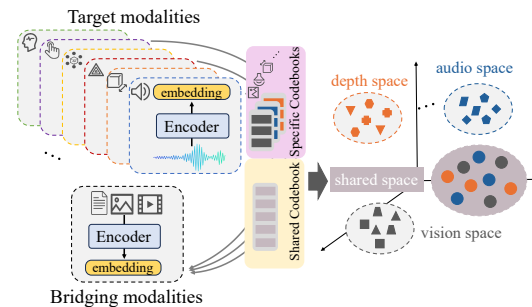 Target modalities
embedding
Encoder
...
Specific Codebooks
Shared Codebook
Encoder
embedding
Bridging modalities
depth space
audio space
...
shared space
vision space